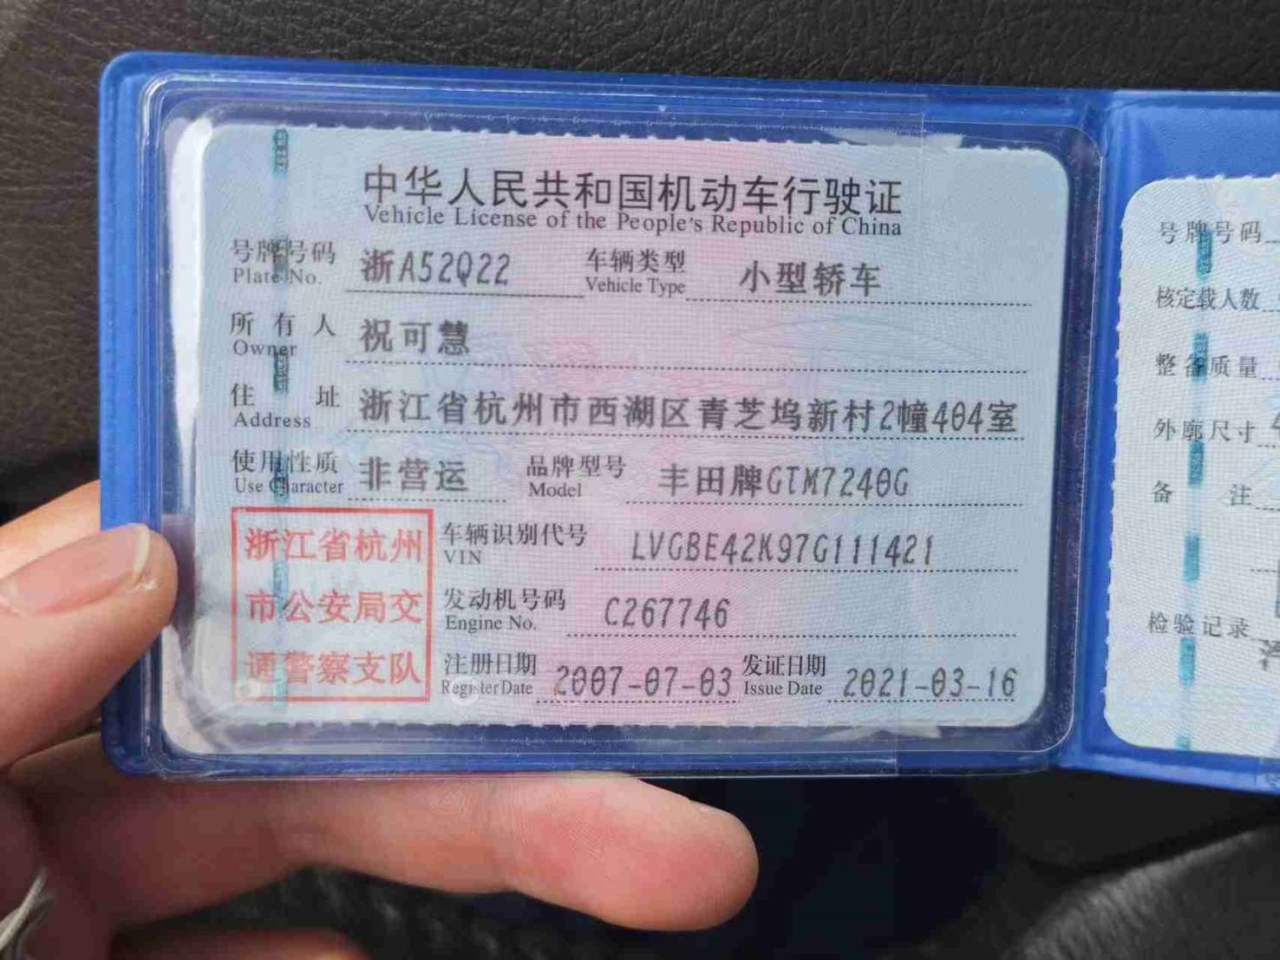 中华人民共和国机动车行驶证
Vehicle License of the People's Republic of China
号牌号码 浙A52Q22 车辆类型 小型轿车
Plate No. Vehicle Type
所有人 祝可慧
Owner
住址 浙江省杭州市西湖区青芝坞新村2幢404室
Address
使用性质 非营运 品牌型号 丰田牌GTM7240G
Use Character Model
浙江省杭州
市公安局交
通警察支队
车辆识别代号 LVGBE42K97G111421
VIN
发动机号码 C267746
Engine No.
注册日期 2007-07-03 发证日期 2021-03-16
Register Date Issue Date
号牌号码
核定载人数
整备质量
外廓尺寸
备注
检验记录